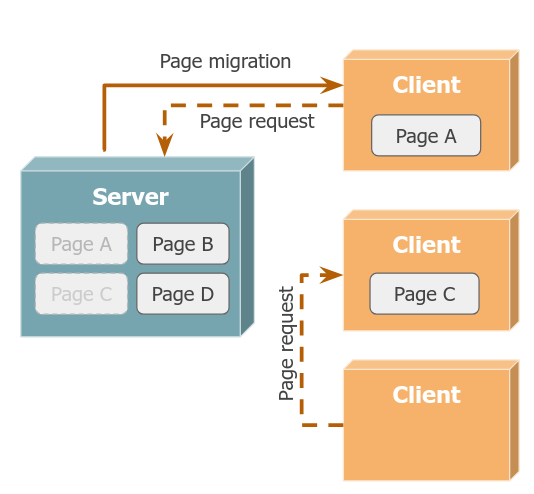 Page migration
Page request
Client
Page A
Server
Page A
Page B
Page C
Page D
Client
Page C
Page request
Client